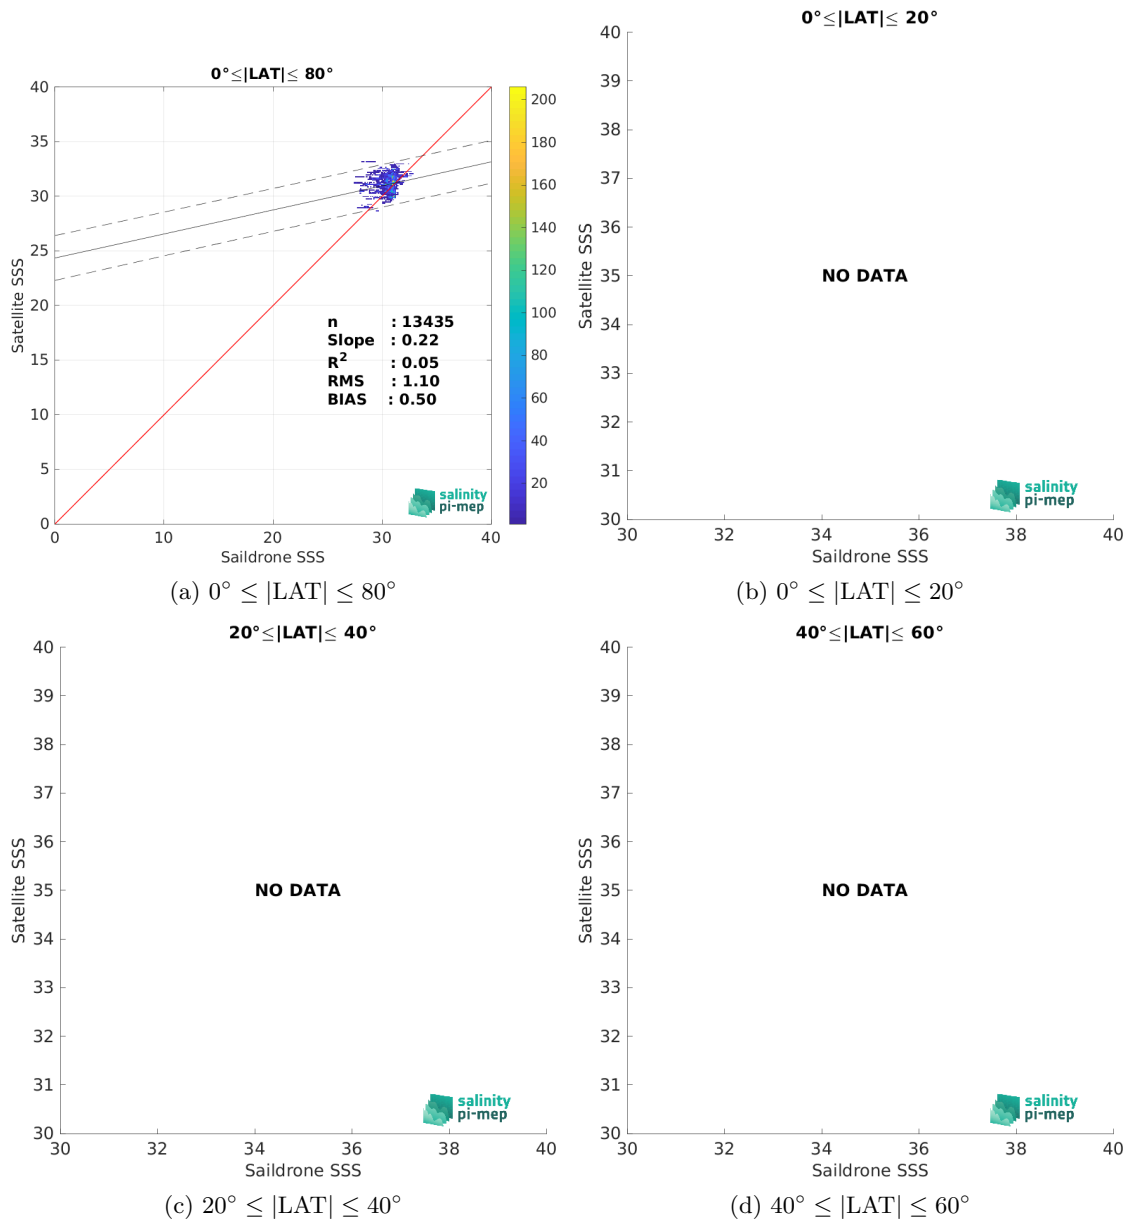 0°≤|LAT|≤ 80°
40
35
30
25
20
15
10
5
0
Satellite SSS
0
10
20
30
40
Saildrone SSS
n : 13435
Slope : 0.22
R² : 0.05
RMS : 1.10
BIAS : 0.50
salinity
pi-mep
200
180
160
140
120
100
80
60
40
20
(a) 0° ≤ |LAT| ≤ 80°
0°≤|LAT|≤ 20°
40
39
38
37
36
35
34
33
32
31
30
Satellite SSS
NO DATA
salinity
pi-mep
30
32
34
36
38
40
Saildrone SSS
(b) 0° ≤ |LAT| ≤ 20°
20°≤|LAT|≤ 40°
40
39
38
37
36
35
34
33
32
31
30
Satellite SSS
NO DATA
salinity
pi-mep
30
32
34
36
38
40
Saildrone SSS
(c) 20° ≤ |LAT| ≤ 40°
40°≤|LAT|≤ 60°
40
39
38
37
36
35
34
33
32
31
30
Satellite SSS
NO DATA
salinity
pi-mep
30
32
34
36
38
40
Saildrone SSS
(d) 40° ≤ |LAT| ≤ 60°